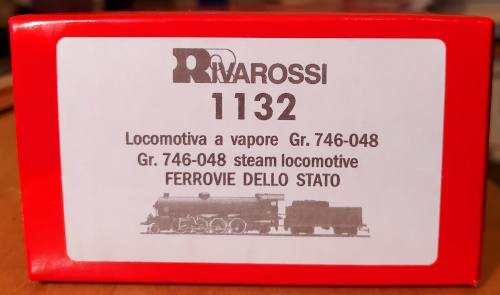 RIVAROSSI
1132
Locomotiva a vapore Gr. 746-048
Gr. 746-048 steam locomotive
FERROVIE DELLO STATO